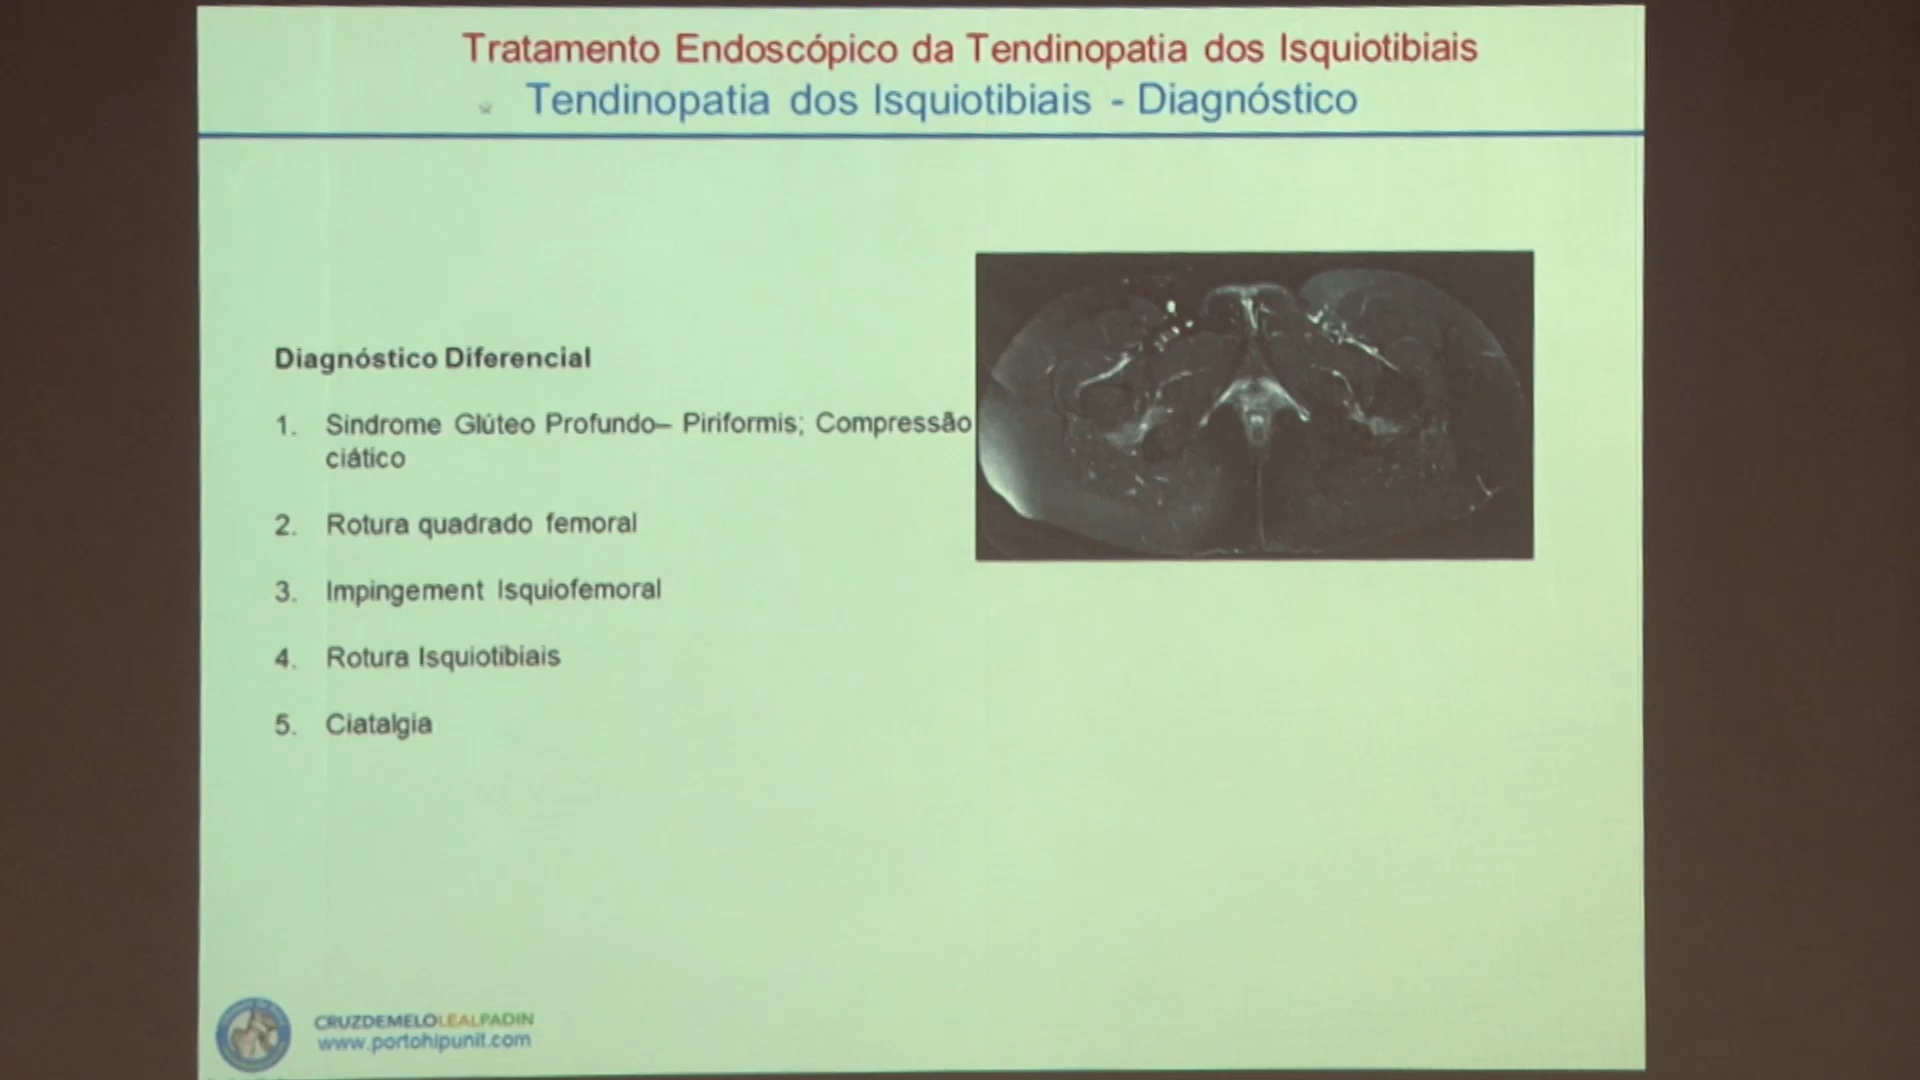 Tratamento Endoscópico da Tendinopatia dos Isquiotibiais
Tendinopatia dos Isquiotibiais - Diagnóstico
Diagnóstico Diferencial
1. Sindrome Glúteo Profundo– Piriformis; Compressão
ciático
2. Rotura quadrado femoral
3. Impingement Isquiofemoral
4. Rotura Isquiotibiais
5. Ciatalgia
CRUZDEMELOLEALPADIN
www.portohipunit.com